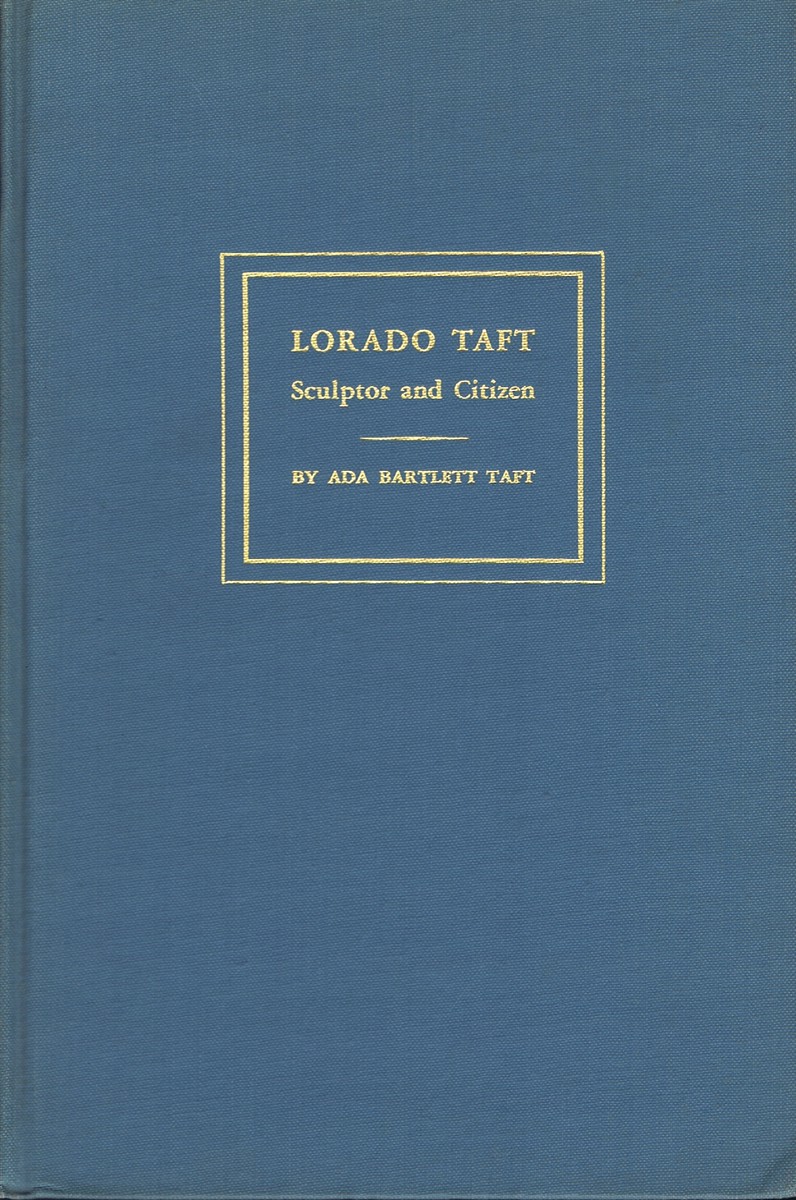 LORADO TAFT
Sculptor and Citizen
BY ADA BARTLETT TAFT